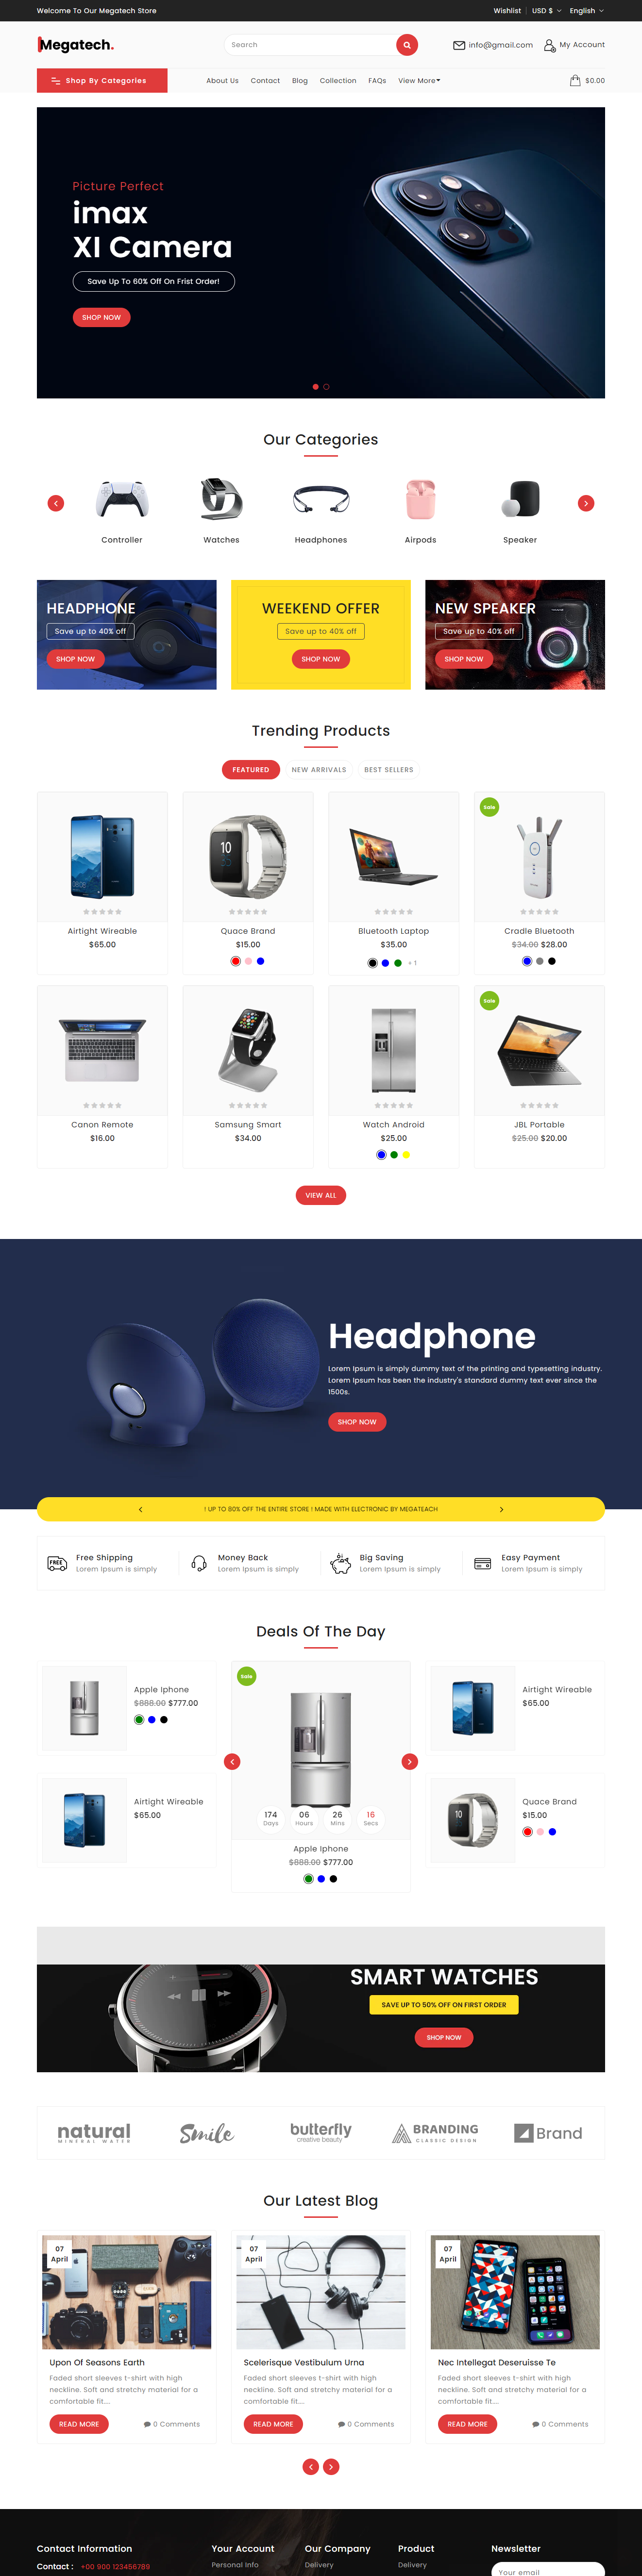 Welcome To Our Megatech Store
Wishlist USD $ English
Megatech.
Search
info@gmail.com My Account
Shop By Categories
About Us Contact Blog Collection FAQs View More
$0.00
Picture Perfect
imax
XI Camera
Save Up To 60% Off On Frist Order!
SHOP NOW
Our Categories
Controller Watches Headphones Airpods Speaker
HEADPHONE
Save up to 40% off
SHOP NOW
WEEKEND OFFER
Save up to 40% off
SHOP NOW
NEW SPEAKER
Save up to 40% off
SHOP NOW
Trending Products
FEATURED NEW ARRIVALS BEST SELLERS
Airtight Wireable
$65.00
10
Quace Brand
$15.00
Bluetooth Laptop
$35.00
+ 1
Sale
Cradle Bluetooth
$34.00 $28.00
Canon Remote
$16.00
Samsung Smart
$34.00
Watch Android
$25.00
Sale
JBL Portable
$25.00 $20.00
VIEW ALL
Headphone
Lorem Ipsum is simply dummy text of the printing and typesetting industry.
Lorem Ipsum has been the industry's standard dummy text ever since the
1500s.
SHOP NOW
! UP TO 80% OFF THE ENTIRE STORE ! MADE WITH ELECTRONIC BY MEGATEACH
FREE
Free Shipping
Lorem Ipsum is simply
Money Back
Lorem Ipsum is simply
Big Saving
Lorem Ipsum is simply
Easy Payment
Lorem Ipsum is simply
Deals Of The Day
Apple Iphone
$888.00 $777.00
Airtight Wireable
$65.00
Sale
174 06 26 16
Days Hours Mins Secs
Apple Iphone
$888.00 $777.00
Airtight Wireable
$65.00
10
Quace Brand
$15.00
SMART WATCHES
SAVE UP TO 50% OFF ON FIRST ORDER
SHOP NOW
natural
MINERAL WATER
Smile
butterfly
creative beauty
BRANDING
CLASSIC DESIGN
Brand
Our Latest Blog
07
April
Upon Of Seasons Earth
Faded short sleeves t-shirt with high
neckline. Soft and stretchy material for a
comfortable fit....
READ MORE 0 Comments
07
April
Scelerisque Vestibulum Urna
Faded short sleeves t-shirt with high
neckline. Soft and stretchy material for a
comfortable fit....
READ MORE 0 Comments
07
April
Nec Intellegat Deseruisse Te
Faded short sleeves t-shirt with high
neckline. Soft and stretchy material for a
comfortable fit....
READ MORE 0 Comments
Contact Information
Contact : +00 900 123456789
Your Account
Personal Info
Our Company
Delivery
Product
Delivery
Newsletter
Your email